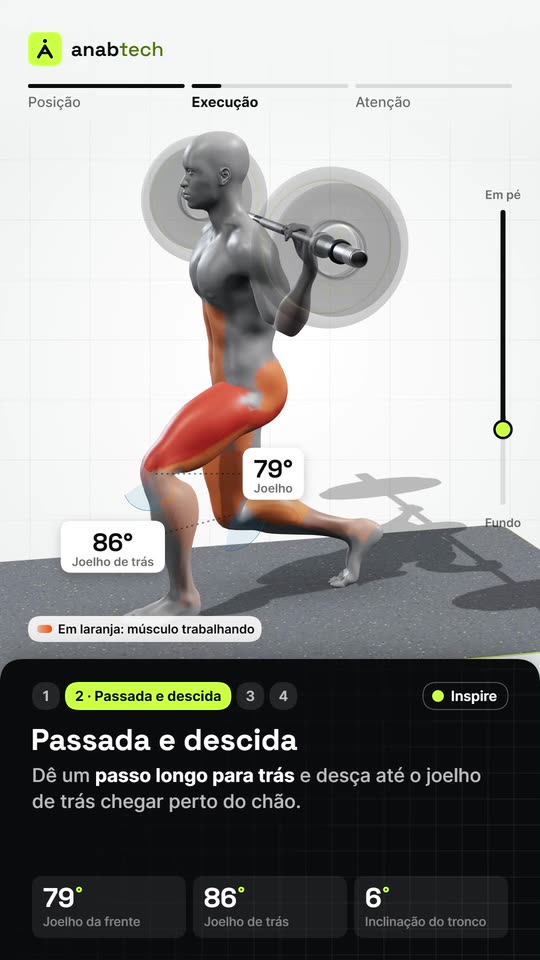 anabtech
Posição
Execução
Atenção
Em pé
79°
Joelho
86°
Joelho de trás
Fundo
Em laranja: músculo trabalhando
1
2 · Passada e descida
3
4
Inspire
Passada e descida
Dê um passo longo para trás e desça até o joelho
de trás chegar perto do chão.
79°
Joelho da frente
86°
Joelho de trás
6°
Inclinação do tronco